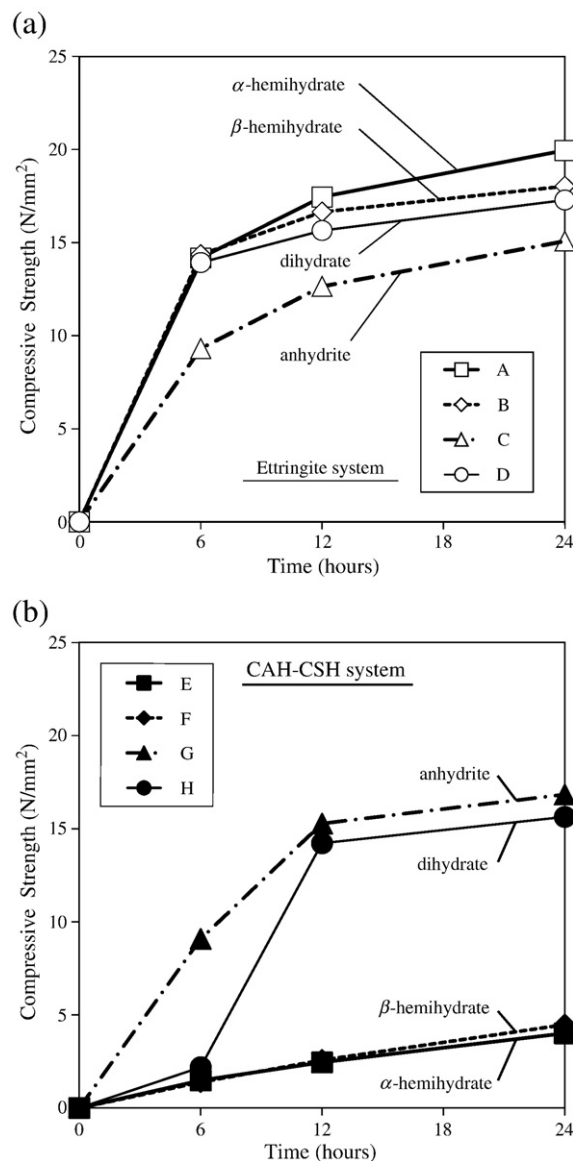 (a)
25
α-hemihydrate
20
β-hemihydrate
Compressive Strength (N/mm²)
15
dihydrate
10
anhydrite
A
B
C
D
5
Ettringite system
0
0 6 12 18 24
Time (hours)
(b)
25
CAH-CSH system
E
F
G
H
20
anhydrite
Compressive Strength (N/mm²)
15
dihydrate
10
5
β-hemihydrate
α-hemihydrate
0
0 6 12 18 24
Time (hours)